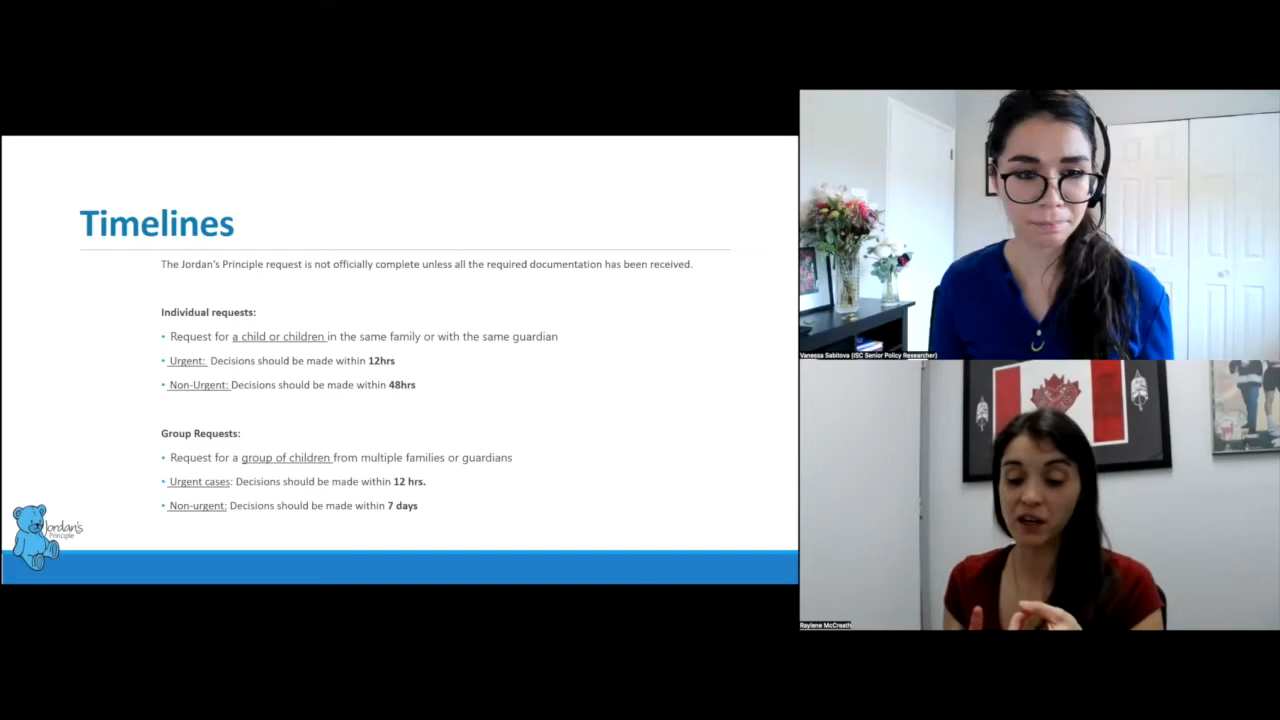 Timelines
The Jordan's Principle request is not officially complete unless all the required documentation has been received.
Individual requests:
• Request for a child or children in the same family or with the same guardian
• Urgent: Decisions should be made within 12hrs
• Non-Urgent: Decisions should be made within 48hrs
Group Requests:
• Request for a group of children from multiple families or guardians
• Urgent cases: Decisions should be made within 12 hrs.
• Non-urgent: Decisions should be made within 7 days
Jordan's
Principle
Vanessa Sabitova (ISC Senior Policy Researcher)
Raylene McCreath